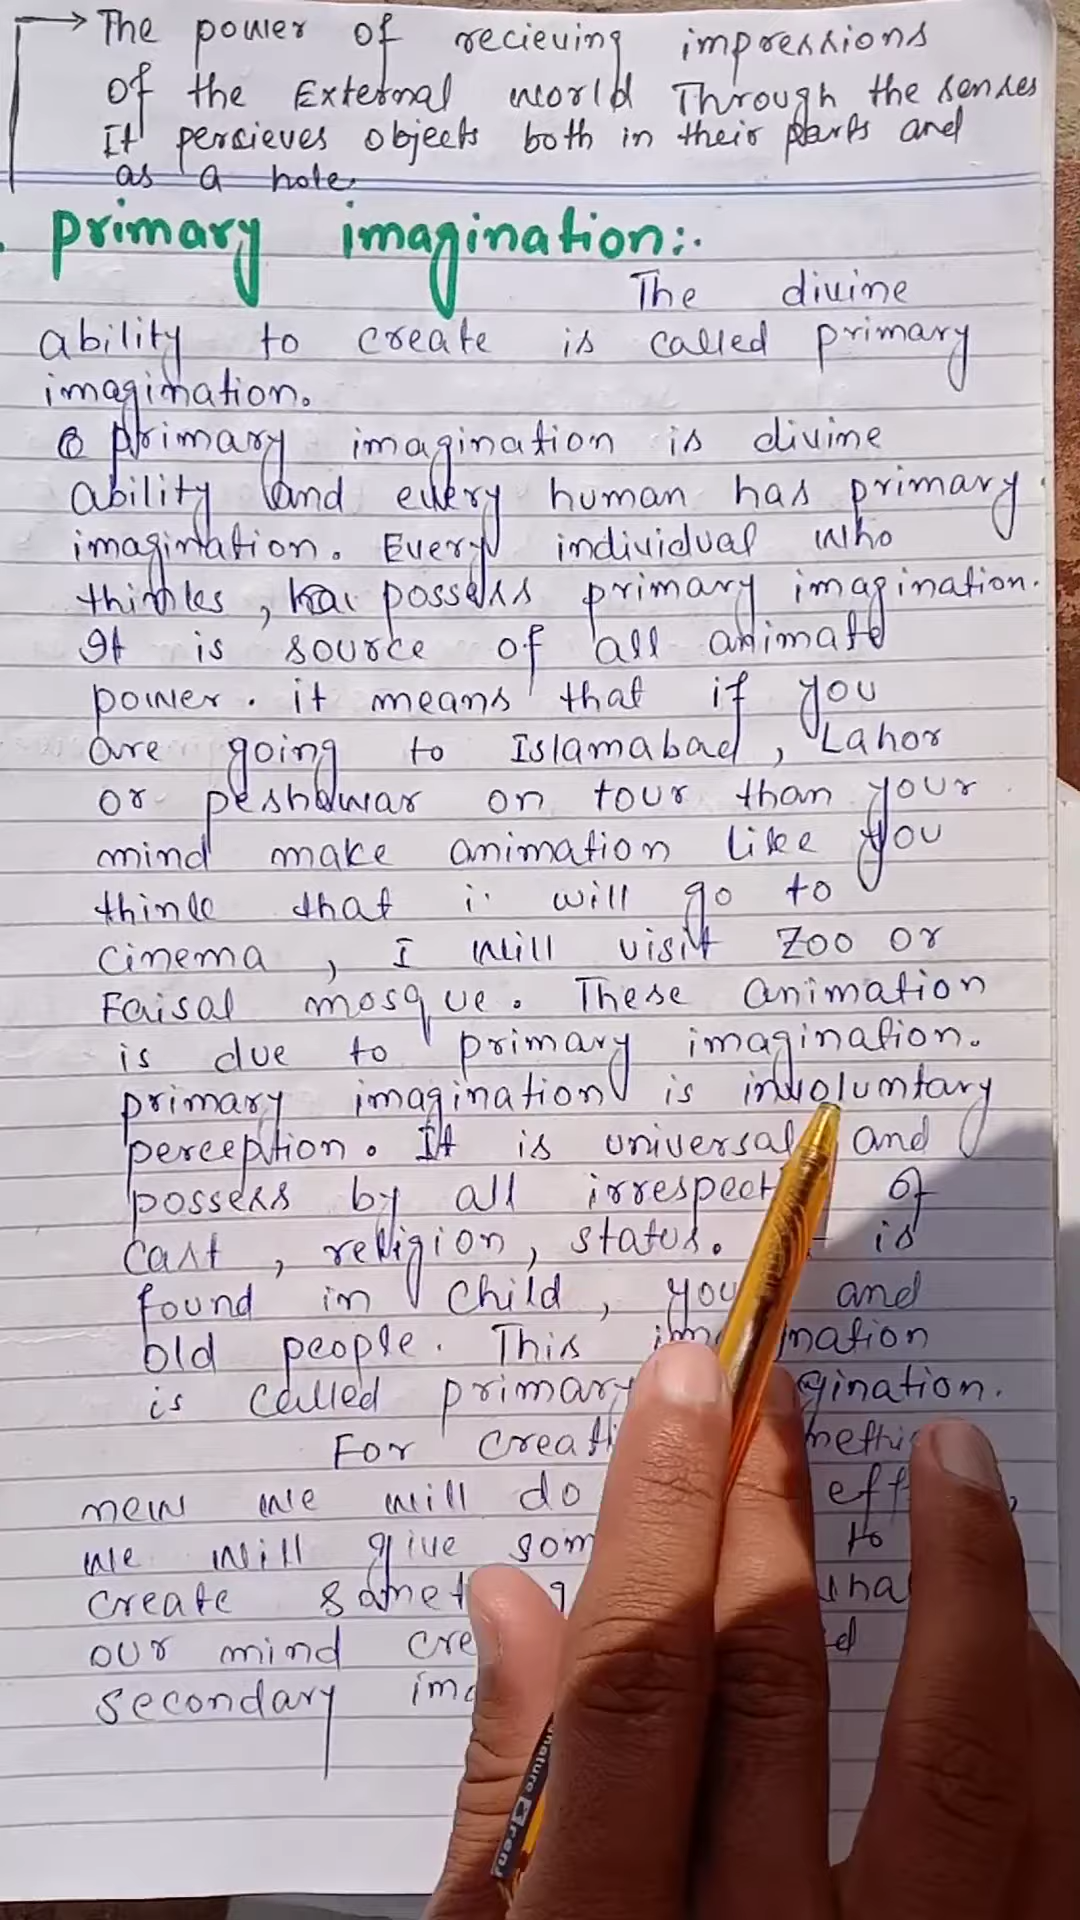 The power of recieving impressions
of the External world Through the senses
It percieves objects both in their parts and
as a hole.
primary imagination:.
The divine
ability to create is called primary
imagination.
primary imagination is divine
ability and every human has primary
imagination. Every individual who
thinkes, possess primary imagination.
It is source of all animate
power. it means that if you
are going to Islamabad, Lahor
or peshawar on tour than your
mind make animation like you
think that i will go to
cinema, I will visit zoo or
Faisal mosque. These animation
is due to primary imagination.
primary imagination is involuntary
perception. It is universal and
possess by all irrespect of
cast, religion, status. is
found in child, and
old people. This
is called primary
For
new we will do
we will give to
create
our mind
secondary